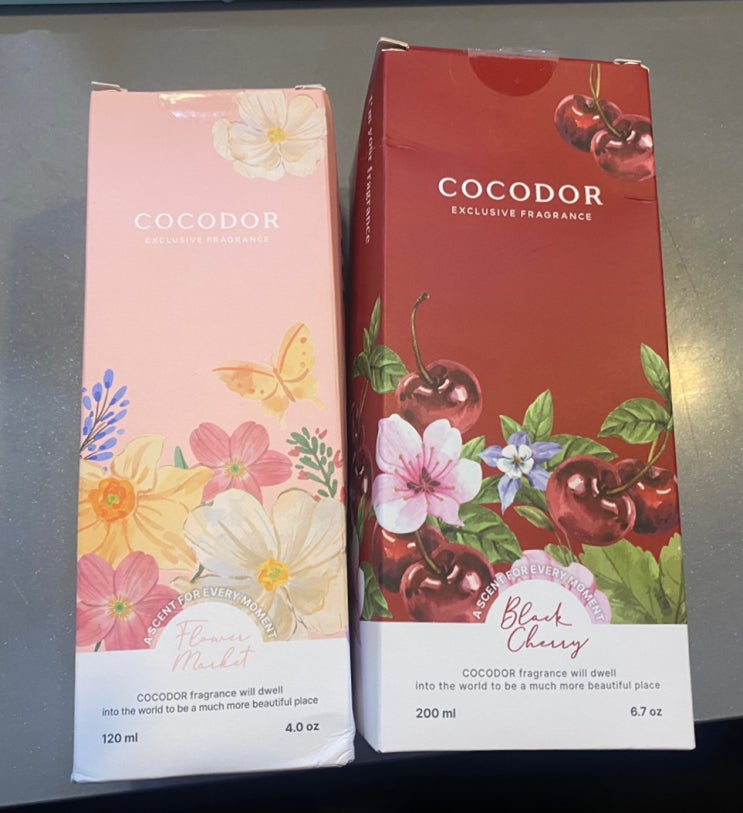 COCODOR
EXCLUSIVE FRAGRANCE
A SCENT FOR EVERY MOMENT
Flower
Market
COCODOR fragrance will dwell
into the world to be a much more beautiful place
120 ml
4.0 oz
COCODOR
EXCLUSIVE FRAGRANCE
A SCENT FOR EVERY MOMENT
Black
Cherry
COCODOR fragrance will dwell
into the world to be a much more beautiful place
200 ml
6.7 oz
your fragrance